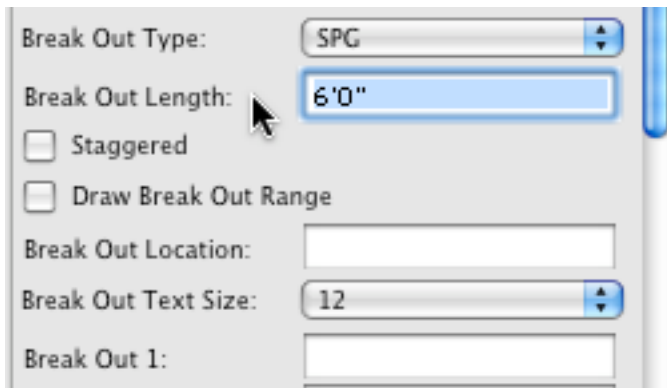 Break Out Type: SPG
Break Out Length: 6'0"
Staggered
Draw Break Out Range
Break Out Location:
Break Out Text Size: 12
Break Out 1: